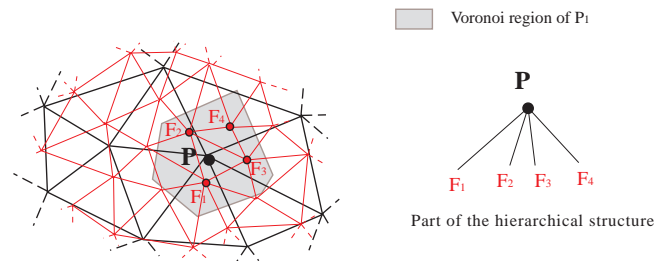 Voronoi region of P1
P
F4
F2
P
F3
F1
F1
F2
F3
F4
Part of the hierarchical structure